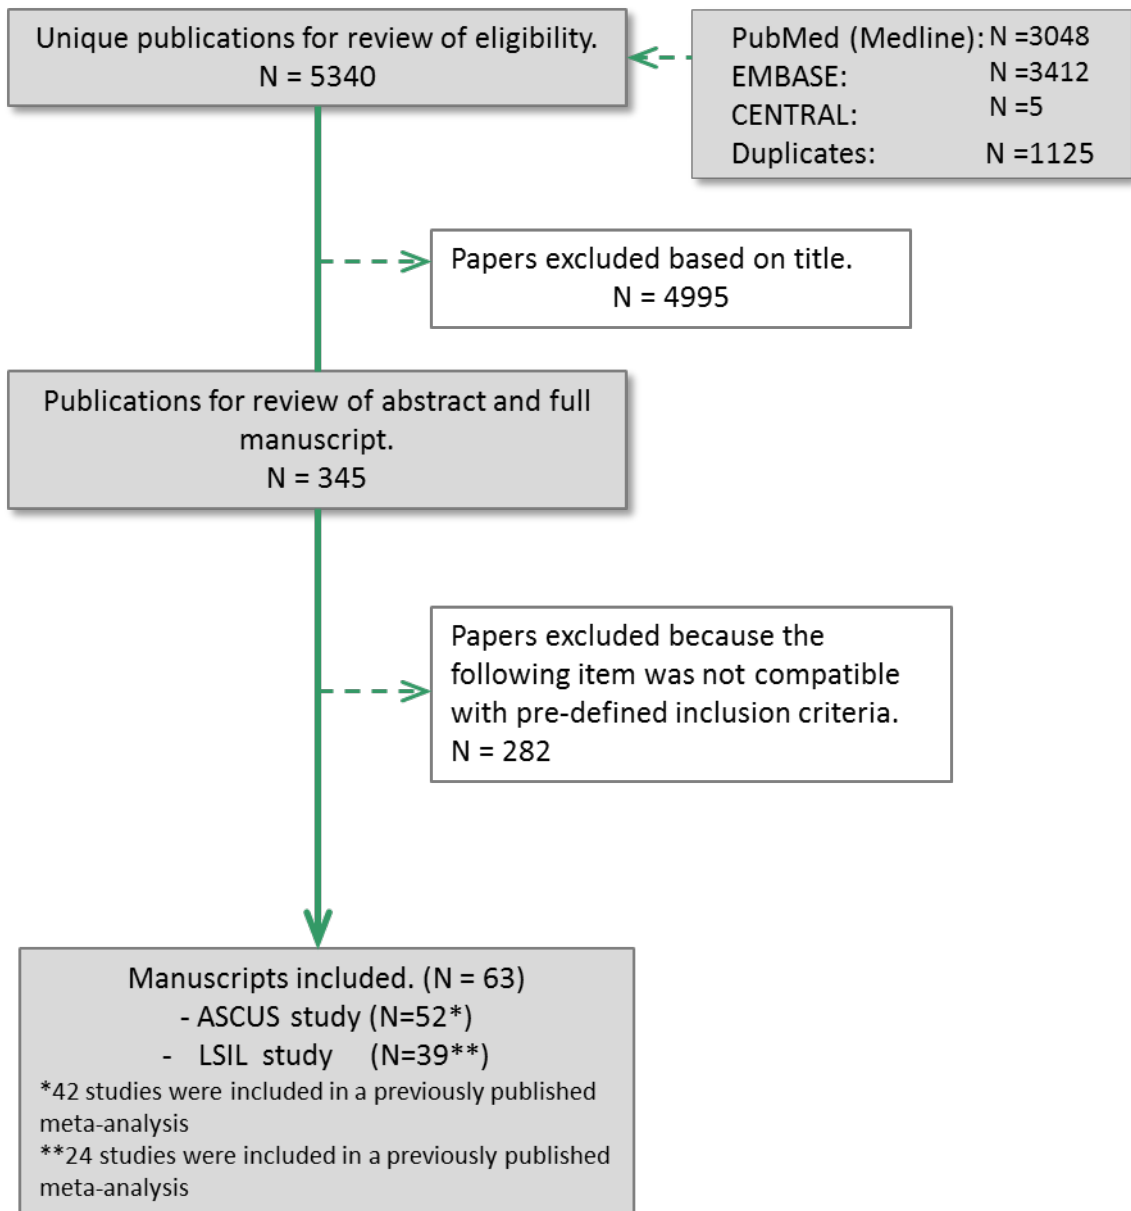 Unique publications for review of eligibility.
N = 5340
PubMed (Medline): N =3048
EMBASE: N =3412
CENTRAL: N =5
Duplicates: N =1125
Papers excluded based on title.
N = 4995
Publications for review of abstract and full
manuscript.
N = 345
Papers excluded because the
following item was not compatible
with pre-defined inclusion criteria.
N = 282
Manuscripts included. (N = 63)
- ASCUS study (N=52*)
- LSIL study (N=39**)
*42 studies were included in a previously published
meta-analysis
**24 studies were included in a previously published
meta-analysis